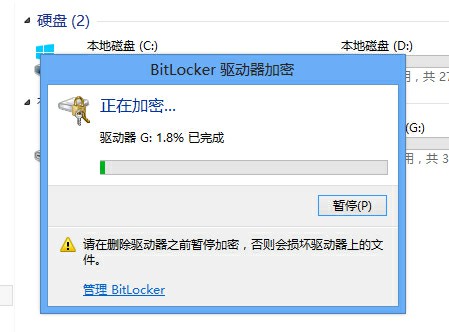 硬盘 (2)
本地磁盘 (C:)
本地磁盘 (D:)
BitLocker 驱动器加密
用，共 27
正在加密...
驱动器 G: 1.8% 已完成
(G:)
用，共 3
暂停(P)
请在删除驱动器之前暂停加密，否则会损坏驱动器上的文
件。
管理 BitLocker